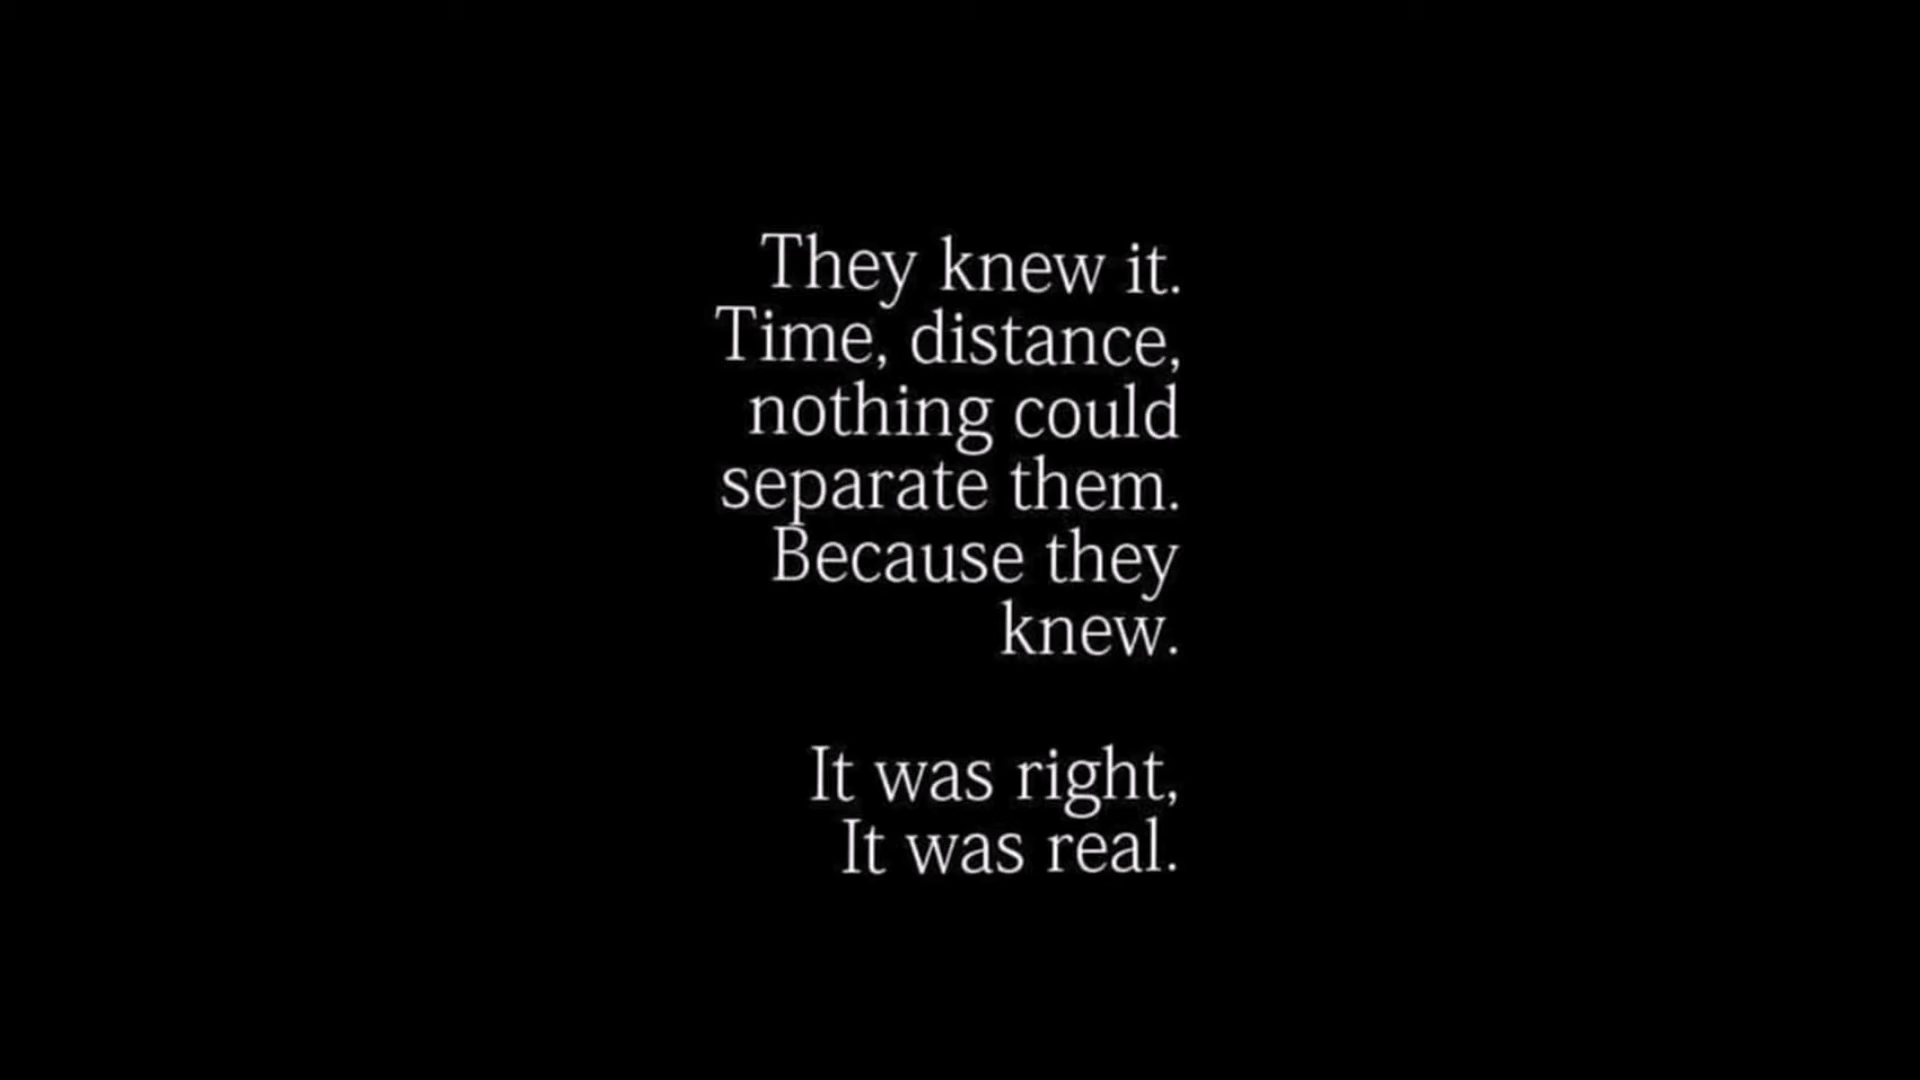 They knew it.
Time, distance,
nothing could
separate them.
Because they
knew.
It was right,
It was real.